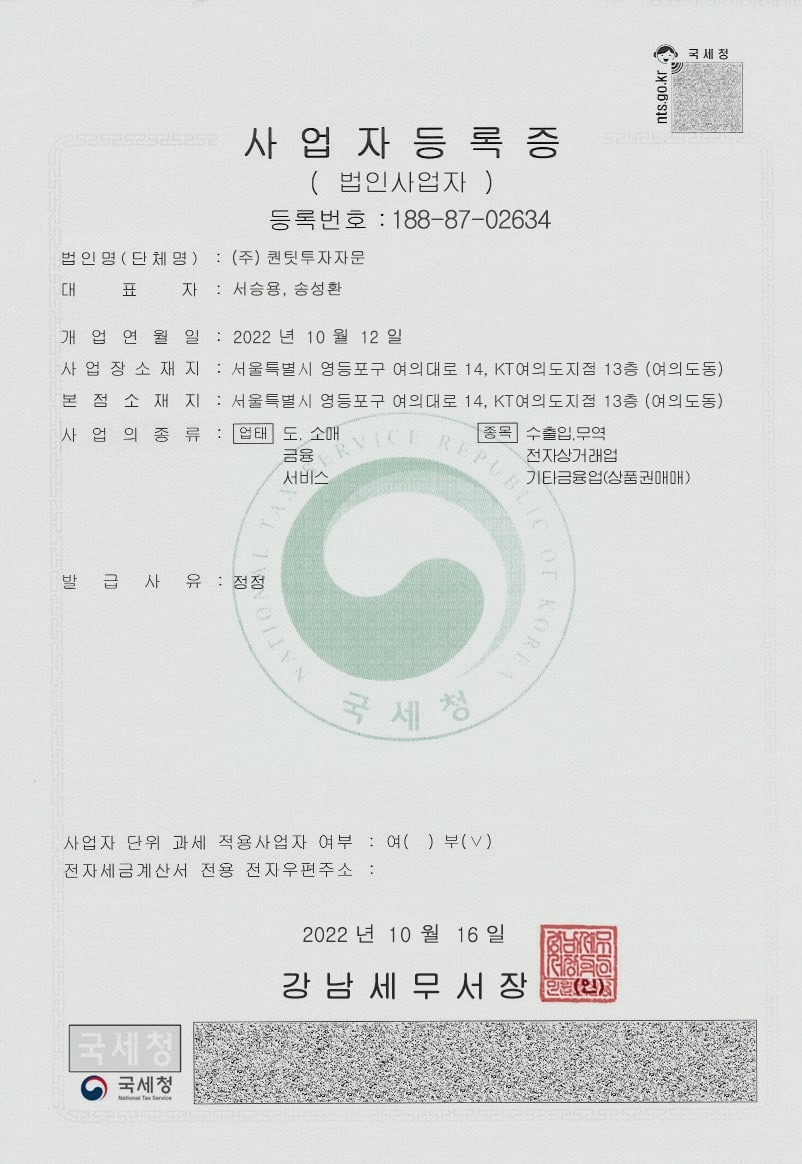 국세청
nts.go.kr
사업자등록증
( 법인사업자 )
등록번호 : 188-87-02634
법인명(단체명) : (주) 퀀팃투자자문
대 표 자 : 서승용, 송성환
개 업 연 월 일 : 2022 년 10 월 12 일
사 업 장 소 재 지 : 서울특별시 영등포구 여의대로 14, KT여의도지점 13층 (여의도동)
본 점 소 재 지 : 서울특별시 영등포구 여의대로 14, KT여의도지점 13층 (여의도동)
사 업 의 종 류 : 업태 도, 소매 종목 수출입,무역
금융 전자상거래업
서비스 기타금융업(상품권매매)
NATIONAL TAX SERVICE REPUBLIC OF KOREA
발 급 사 유 : 정정
국세청
사업자 단위 과세 적용사업자 여부 : 여( ) 부(∨)
전자세금계산서 전용 전자우편주소 :
2022 년 10 월 16 일
강남세무서장
(인)
국세청
국세청
National Tax Service